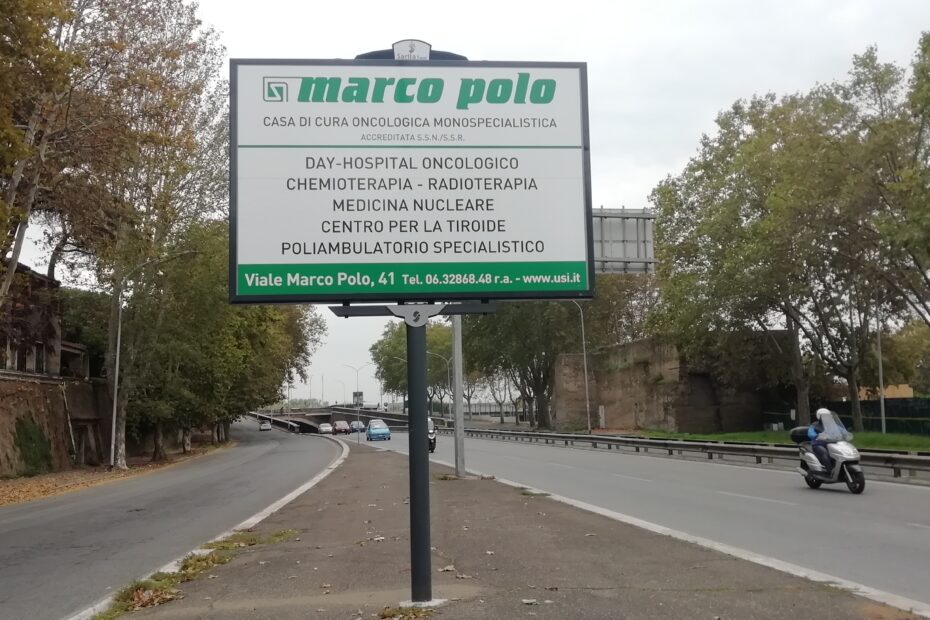 marco polo
CASA DI CURA ONCOLOGICA MONOSPECIALISTICA
ACCREDITATA S.S.N./S.S.R.
DAY-HOSPITAL ONCOLOGICO
CHEMIOTERAPIA - RADIOTERAPIA
MEDICINA NUCLEARE
CENTRO PER LA TIROIDE
POLIAMBULATORIO SPECIALISTICO
Viale Marco Polo, 41 Tel. 06.32868.48 r.a. - www.usi.it